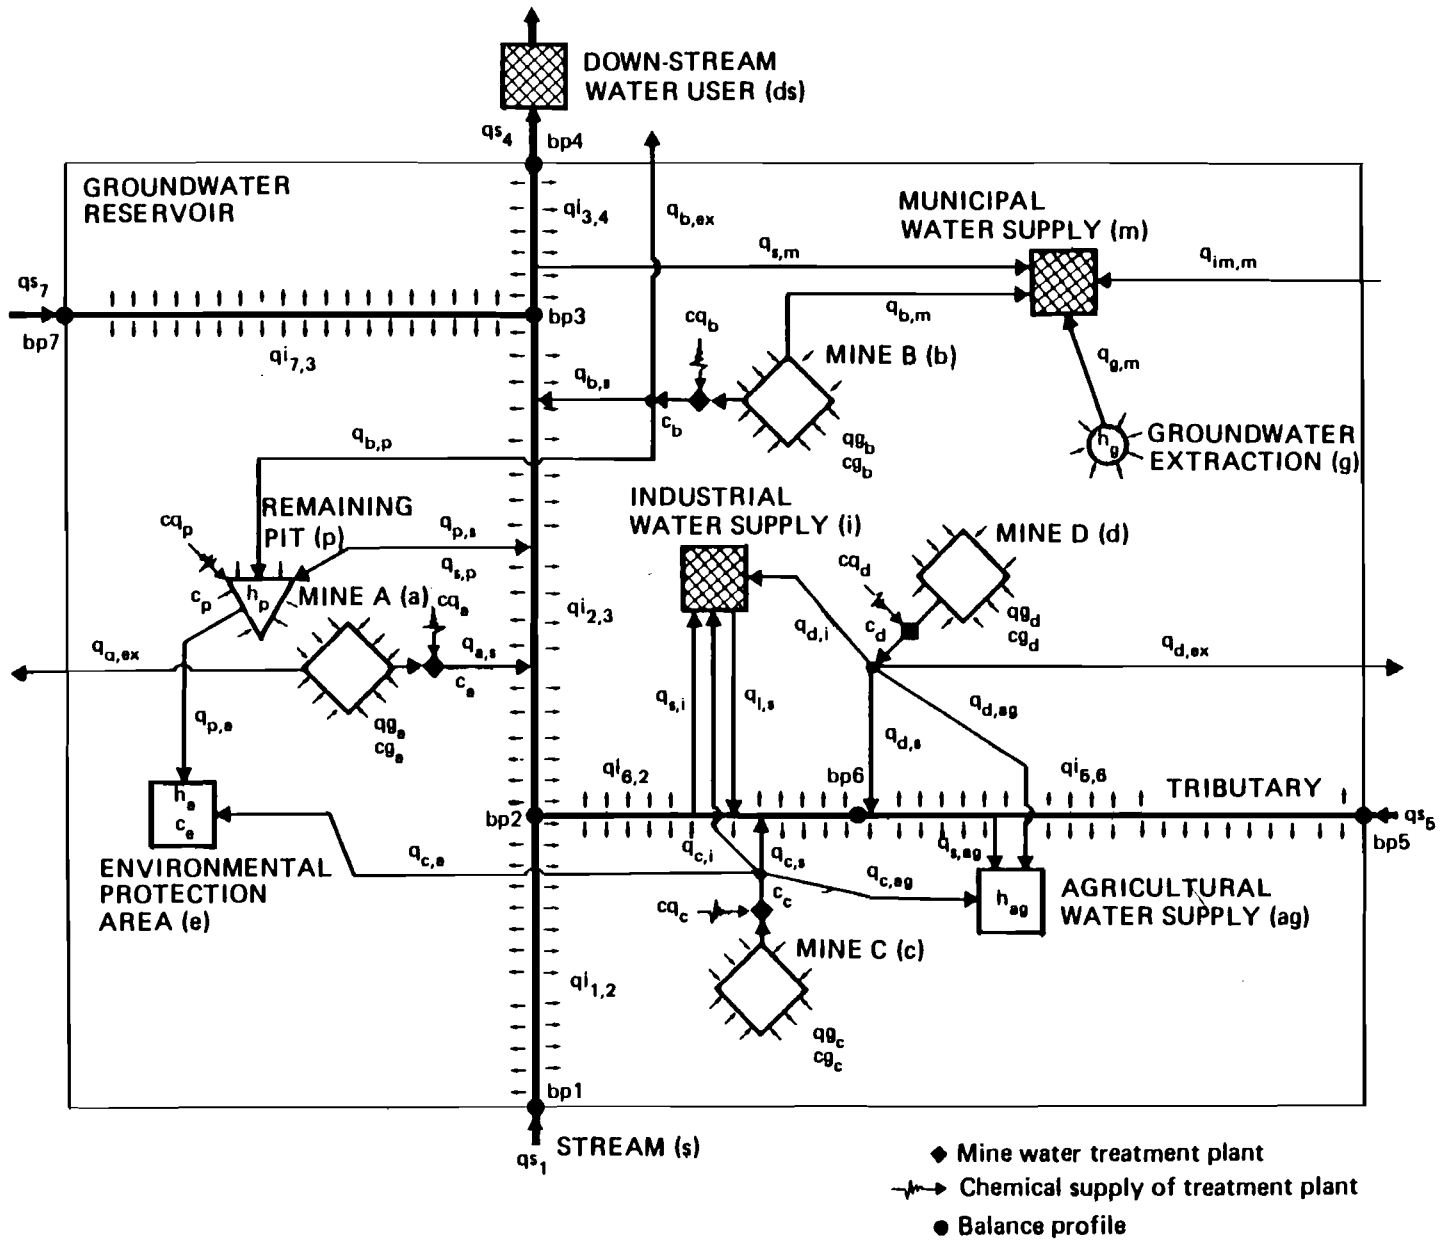 DOWN-STREAM
WATER USER (ds)
qs4
bp4
GROUNDWATER
RESERVOIR
qi3,4
qb,ex
MUNICIPAL
WATER SUPPLY (m)
qs,m
qim,m
qs7
bp7
bp3
qi7,3
qb,m
cqb
MINE B (b)
qg,m
qb,s
cb
qgb
cgb
hg
GROUNDWATER
EXTRACTION (g)
qb,p
REMAINING
PIT (p)
cqp
qp,s
qs,p
INDUSTRIAL
WATER SUPPLY (i)
MINE D (d)
cqd
cp
hp
MINE A (a)
cqa
qi2,3
qd,i
cd
qgd
cgd
qa,ex
qa,s
ca
qd,ex
qp,e
qga
cga
qs,i
qi,s
qd,ag
qd,s
qi6,2
bp6
qi5,6
TRIBUTARY
he
ce
bp2
qs5
bp5
qc,e
qc,i
qc,s
qs,ag
qc,ag
ENVIRONMENTAL
PROTECTION
AREA (e)
cqc
cc
hag
AGRICULTURAL
WATER SUPPLY (ag)
MINE C (c)
qi1,2
qgc
cgc
bp1
qs1
STREAM (s)
Mine water treatment plant
Chemical supply of treatment plant
Balance profile